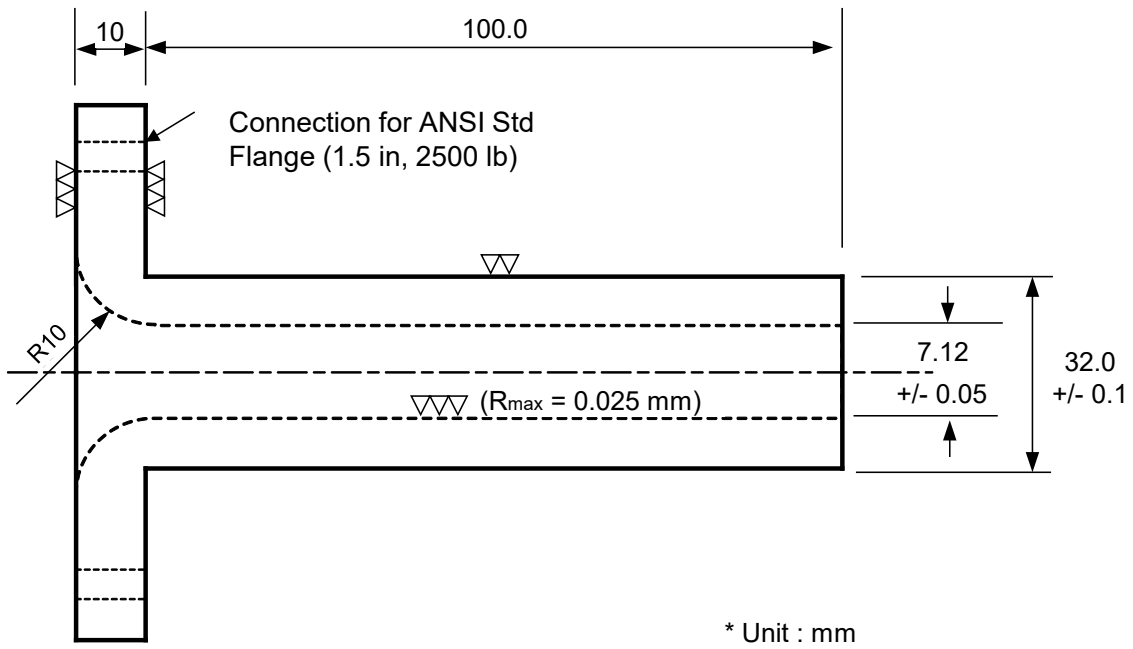 10
100.0
Connection for ANSI Std
Flange (1.5 in, 2500 lb)
R10
7.12
+/- 0.05
32.0
+/- 0.1
(Rmax = 0.025 mm)
* Unit : mm